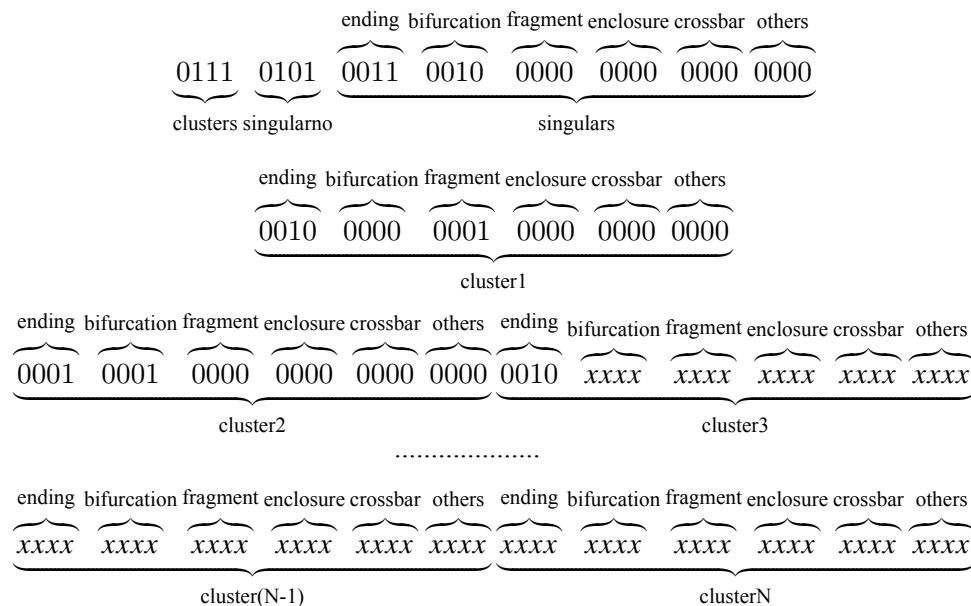 ending bifurcation fragment enclosure crossbar others
0111 0101 0011 0010 0000 0000 0000 0000
clusters singularno singulars
ending bifurcation fragment enclosure crossbar others
0010 0000 0001 0000 0000 0000
cluster1
ending bifurcation fragment enclosure crossbar others ending bifurcation fragment enclosure crossbar others
0001 0001 0000 0000 0000 0000 0010 xxxx xxxx xxxx xxxx xxxx
cluster2 cluster3
....................
ending bifurcation fragment enclosure crossbar others ending bifurcation fragment enclosure crossbar others
xxxx xxxx xxxx xxxx xxxx xxxx xxxx xxxx xxxx xxxx xxxx xxxx
cluster(N-1) clusterN